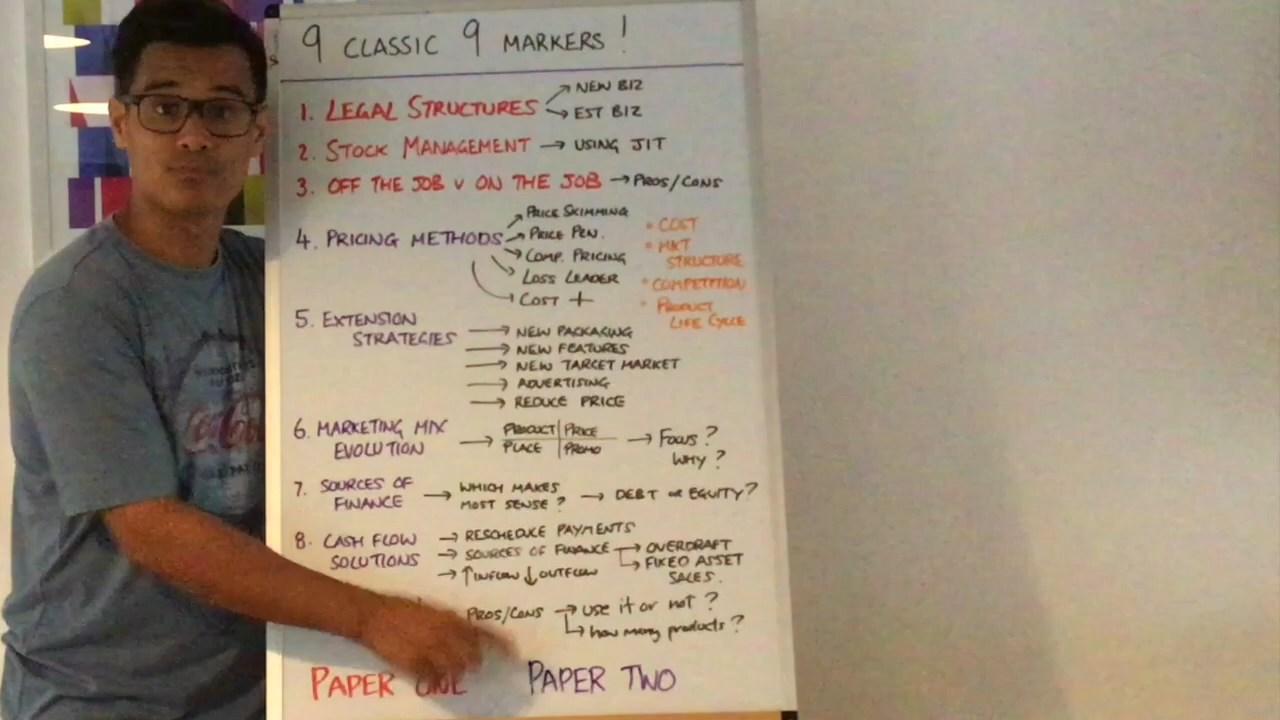 9 CLASSIC 9 MARKERS!
1. LEGAL STRUCTURES → NEW BIZ
→ EST BIZ
2. STOCK MANAGEMENT → USING JIT
3. OFF THE JOB V ON THE JOB → PROS/CONS
4. PRICING METHODS → PRICE SKIMMING
→ PRICE PEN.
→ COMP. PRICING
→ LOSS LEADER
→ COST +
• COST
• MKT
STRUCTURE
• COMPETITION
• PRODUCT
LIFE CYCLE
5. EXTENSION
STRATEGIES
→ NEW PACKAGING
→ NEW FEATURES
→ NEW TARGET MARKET
→ ADVERTISING
→ REDUCE PRICE
6. MARKETING MIX
EVOLUTION
→ PRODUCT | PRICE
PLACE | PROMO
→ FOCUS?
WHY?
7. SOURCES OF
FINANCE
→ WHICH MAKES
MOST SENSE?
→ DEBT OR EQUITY?
8. CASH FLOW
SOLUTIONS
→ RESCHEDULE PAYMENTS
→ SOURCES OF FINANCE → OVERDRAFT
→ FIXED ASSET
SALES.
→ ↑INFLOW ↓OUTFLOW
PROS/CONS → use it or not?
→ how many products?
PAPER ONE
PAPER TWO